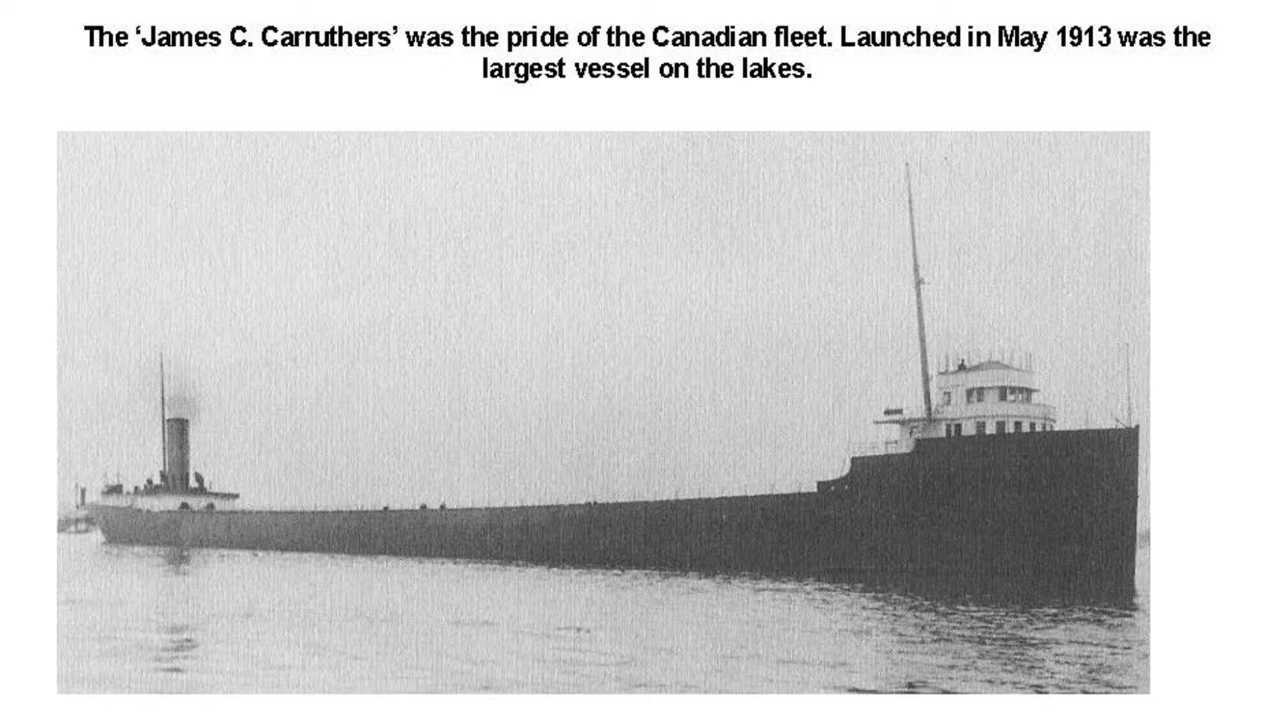 The ‘James C. Carruthers’ was the pride of the Canadian fleet. Launched in May 1913 was the
largest vessel on the lakes.